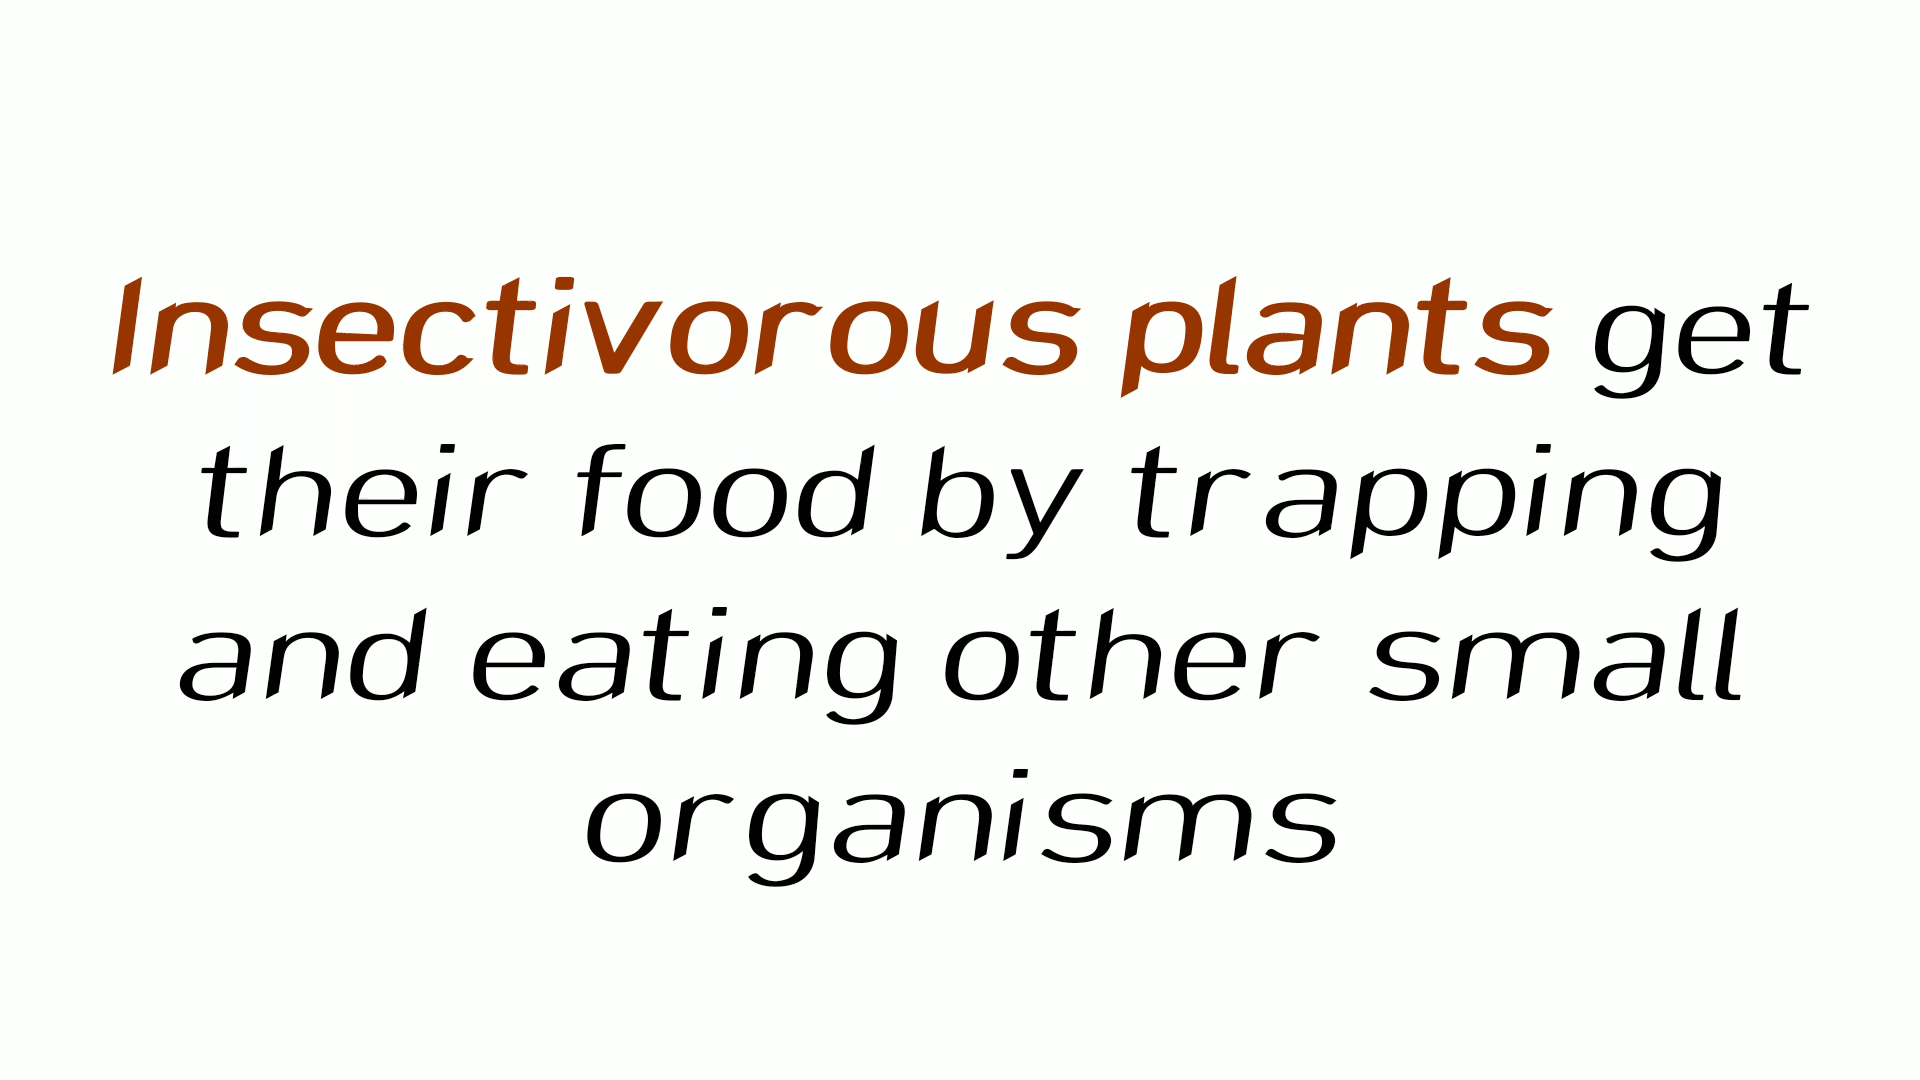 Insectivorous plants get
their food by trapping
and eating other small
organisms